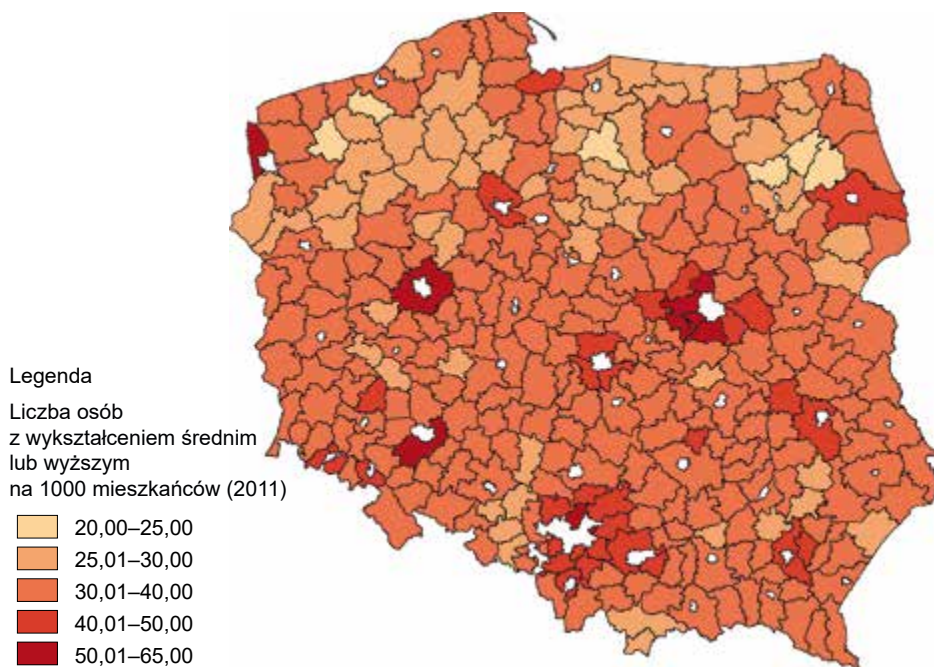 Legenda
Liczba osób
z wykształceniem średnim
lub wyższym
na 1000 mieszkańców (2011)
20,00–25,00
25,01–30,00
30,01–40,00
40,01–50,00
50,01–65,00